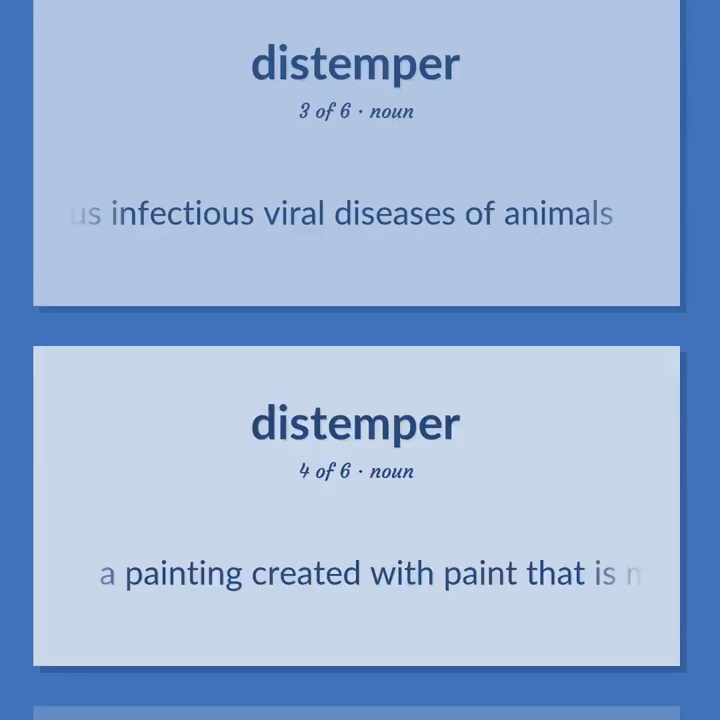 distemper
3 of 6 · noun
us infectious viral diseases of animals
distemper
4 of 6 · noun
a painting created with paint that is